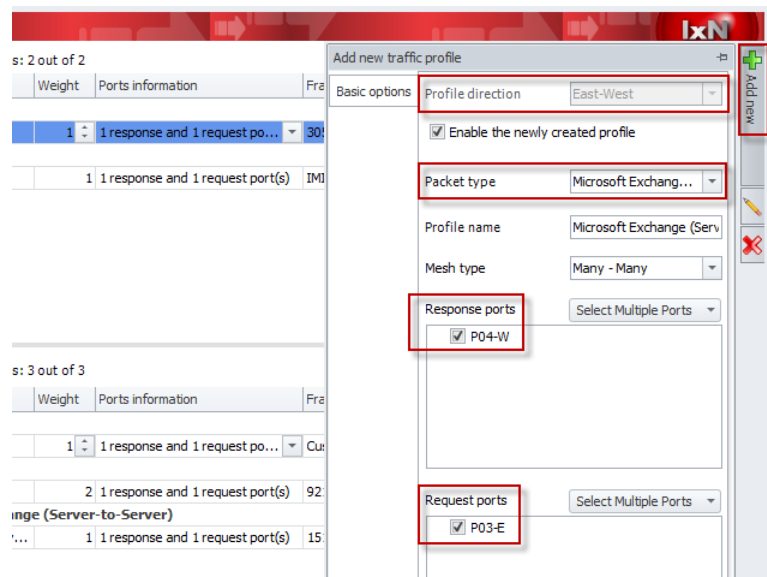 IxN
s: 2 out of 2
Weight Ports information Fra
1 1 response and 1 request po... 305
1 1 response and 1 request port(s) IMI
s: 3 out of 3
Weight Ports information Fra
1 1 response and 1 request po... Cus
2 1 response and 1 request port(s) 92
nge (Server-to-Server)
... 1 1 response and 1 request port(s) 15
Add new traffic profile
Basic options
Profile direction East-West
Enable the newly created profile
Packet type Microsoft Exchang...
Profile name Microsoft Exchange (Serv
Mesh type Many - Many
Response ports Select Multiple Ports
P04-W
Request ports Select Multiple Ports
P03-E
Add new